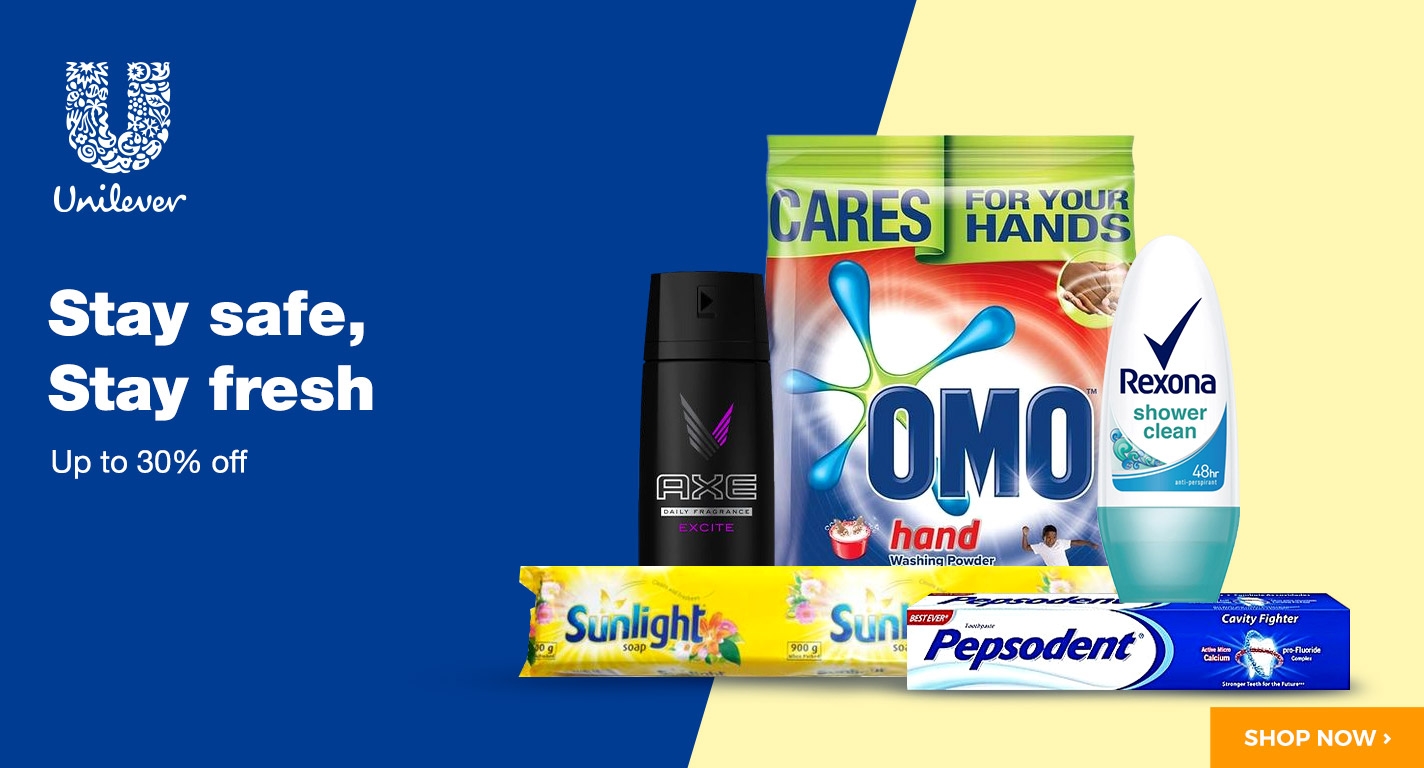 Unilever
Stay safe,
Stay fresh
Up to 30% off
CARES
FOR YOUR
HANDS
OMO™
hand
Washing Powder
AXE
DAILY FRAGRANCE
EXCITE
Rexona
shower
clean
48hr
anti-perspirant
Sunlight
soap
900 g
Pepsodent
BEST EVER*
Toothpaste
Pepsodent®
Cavity Fighter
Active Micro
Calcium
pro-Fluoride
Complex
Stronger Teeth for the Future***
SHOP NOW ›